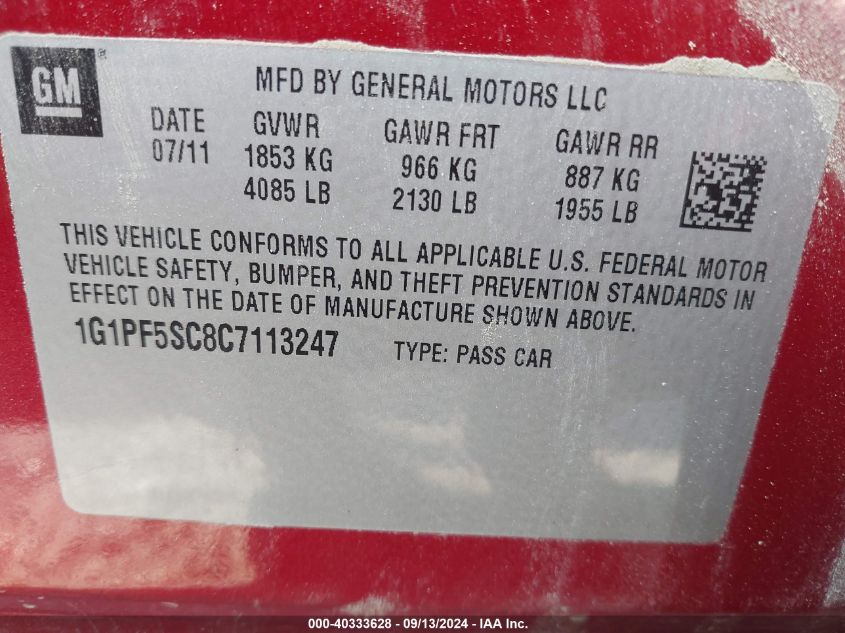 GM®
MFD BY GENERAL MOTORS LLC
DATE GVWR GAWR FRT GAWR RR
07/11 1853 KG 966 KG 887 KG
4085 LB 2130 LB 1955 LB
THIS VEHICLE CONFORMS TO ALL APPLICABLE U.S. FEDERAL MOTOR
VEHICLE SAFETY, BUMPER, AND THEFT PREVENTION STANDARDS IN
EFFECT ON THE DATE OF MANUFACTURE SHOWN ABOVE.
1G1PF5SC8C7113247 TYPE: PASS CAR
000-40333628 - 09/13/2024 - IAA Inc.